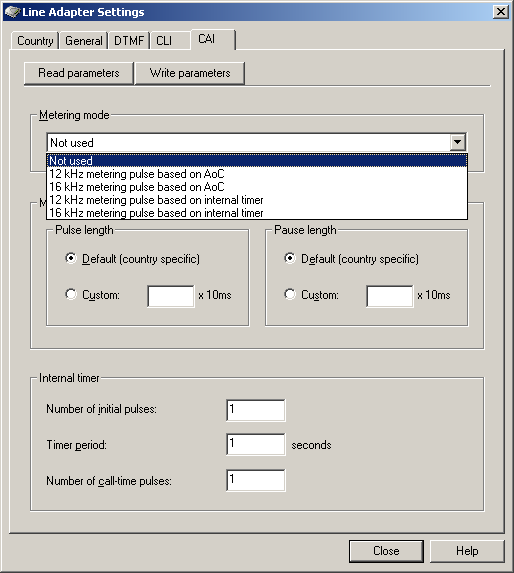 Line Adapter Settings
Country General DTMF CLI CAI
Read parameters Write parameters
Metering mode
Not used
Not used
12 kHz metering pulse based on AoC
16 kHz metering pulse based on AoC
12 kHz metering pulse based on internal timer
16 kHz metering pulse based on internal timer
Pulse length Pause length
Default (country specific) Default (country specific)
Custom: x 10ms Custom: x 10ms
Internal timer
Number of initial pulses: 1
Timer period: 1 seconds
Number of call-time pulses: 1
Close Help